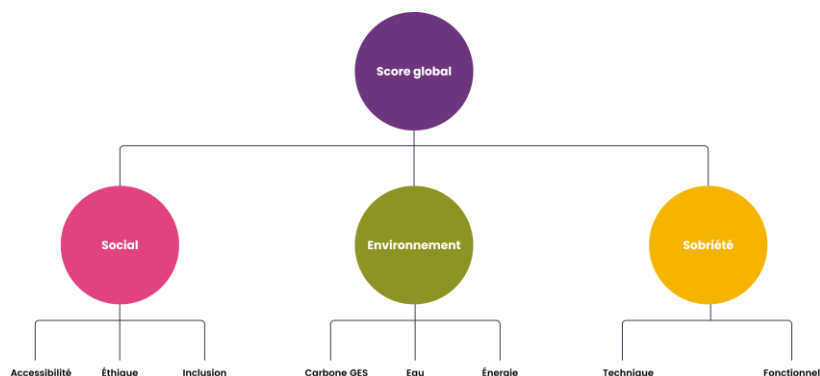 Score global
Social
Environnement
Sobriété
Accessibilité
Éthique
Inclusion
Carbone GES
Eau
Énergie
Technique
Fonctionnel